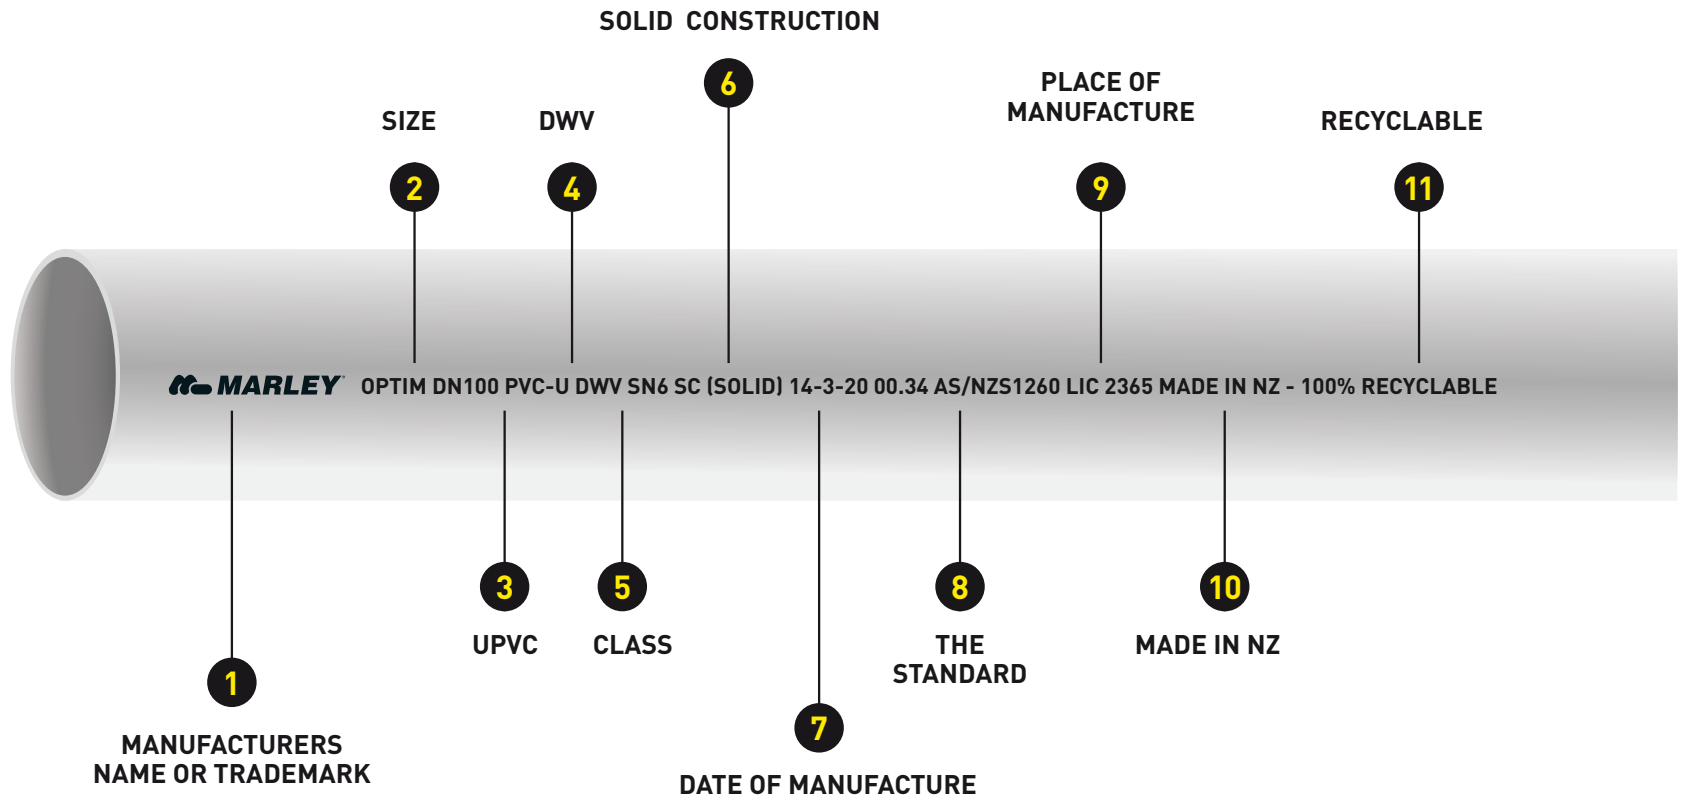 SOLID CONSTRUCTION
6
PLACE OF
MANUFACTURE
SIZE
DWV
RECYCLABLE
2
4
9
11
MARLEY OPTIM DN100 PVC-U DWV SN6 SC (SOLID) 14-3-20 00.34 AS/NZS1260 LIC 2365 MADE IN NZ - 100% RECYCLABLE
3
5
8
10
UPVC
CLASS
THE
STANDARD
MADE IN NZ
1
7
MANUFACTURERS
NAME OR TRADEMARK
DATE OF MANUFACTURE